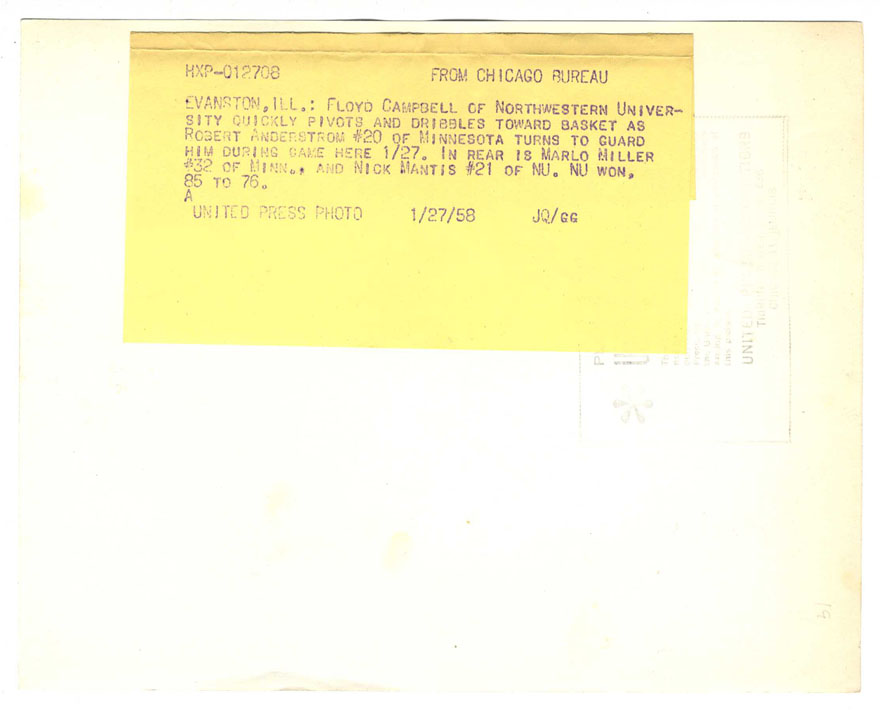 HXP-012708 FROM CHICAGO BUREAU
EVANSTON, ILL.: FLOYD CAMPBELL OF NORTHWESTERN UNIVER-
SITY QUICKLY PIVOTS AND DRIBBLES TOWARD BASKET AS
ROBERT ANDERSTROM #20 OF MINNESOTA TURNS TO GUARD
HIM DURING GAME HERE 1/27. IN REAR IS MARLO MILLER
#32 OF MINN., AND NICK MANTIS #21 OF NU. NU WON,
85 TO 76.
A
UNITED PRESS PHOTO 1/27/58 JQ/GG
UNITED